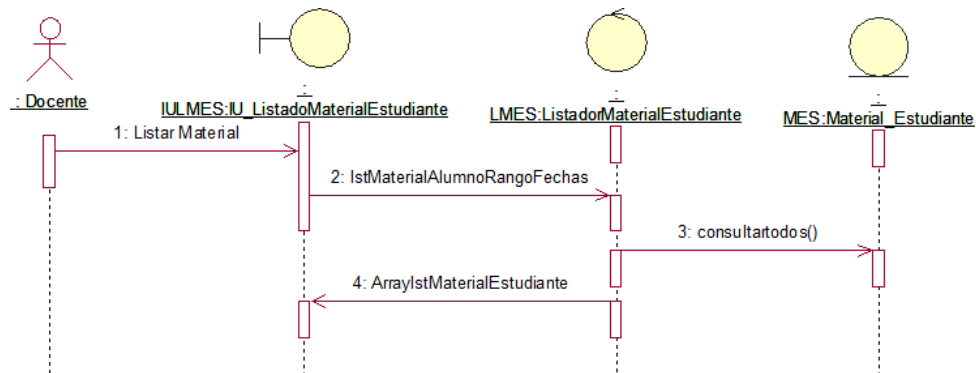 : Docente
:
IULMES:IU_ListadoMaterialEstudiante
:
LMES:ListadorMaterialEstudiante
:
MES:Material_Estudiante
1: Listar Material
2: lstMaterialAlumnoRangoFechas
3: consultartodos()
4: ArraylstMaterialEstudiante